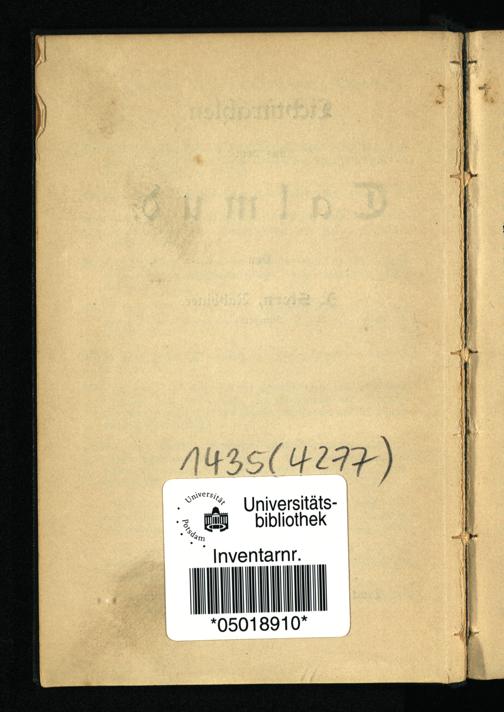 Lichtstrahlen
aus dem
Talmud.
Von
J. Stern, Rabbiner
1435(4277)
Universität
Potsdam
Universitäts-
bibliothek
Inventarnr.
*05018910*